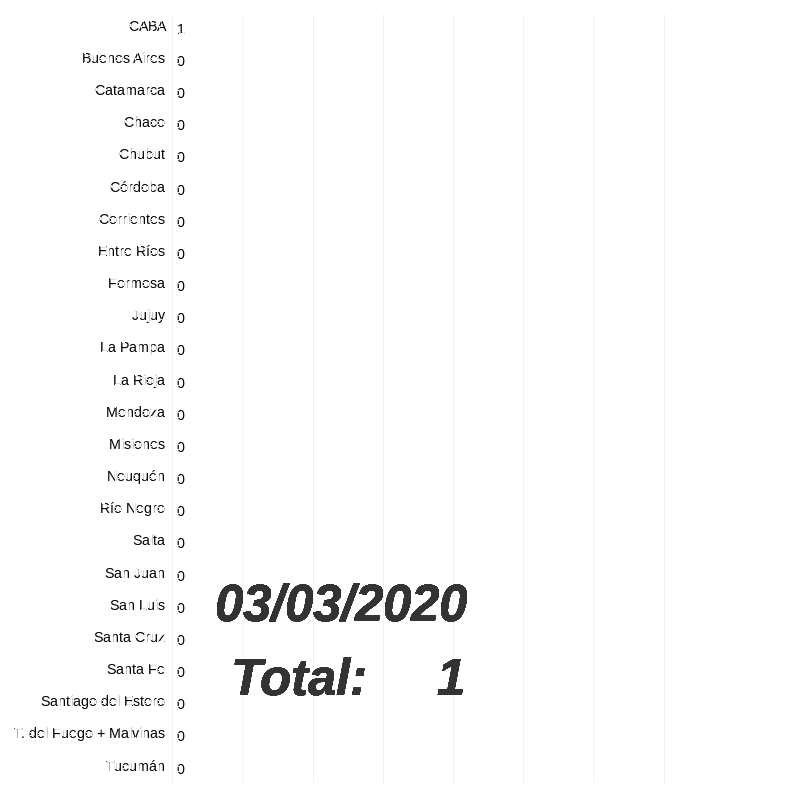 CABA 1
Buenos Aires 0
Catamarca 0
Chaco 0
Chubut 0
Córdoba 0
Corrientes 0
Entre Ríos 0
Formosa 0
Jujuy 0
La Pampa 0
La Rioja 0
Mendoza 0
Misiones 0
Neuquén 0
Río Negro 0
Salta 0
San Juan 0
San Luis 0
Santa Cruz 0
Santa Fe 0
Santiago del Estero 0
T. del Fuego + Malvinas 0
Tucumán 0
03/03/2020
Total: 1